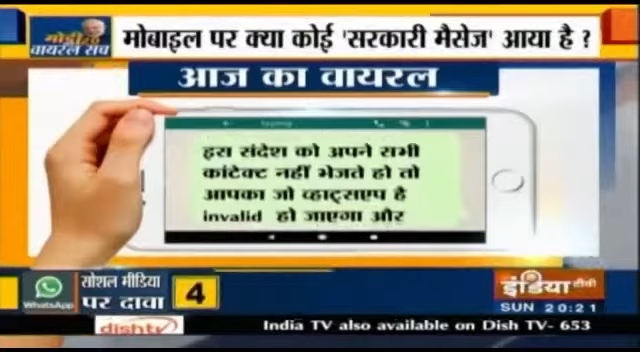 मोदी का
वायरल सच
मोबाइल पर क्या कोई 'सरकारी मैसेज' आया है ?
आज का वायरल
इस संदेश को अपने सभी
कांटेक्ट नहीं भेजते हो तो
आपका जो व्हाट्सएप है
invalid हो जाएगा और
WhatsApp
सोशल मीडिया
पर दावा
4
इंडिया टीवी
SUN 20:21
dishtv
India TV also available on Dish TV- 653